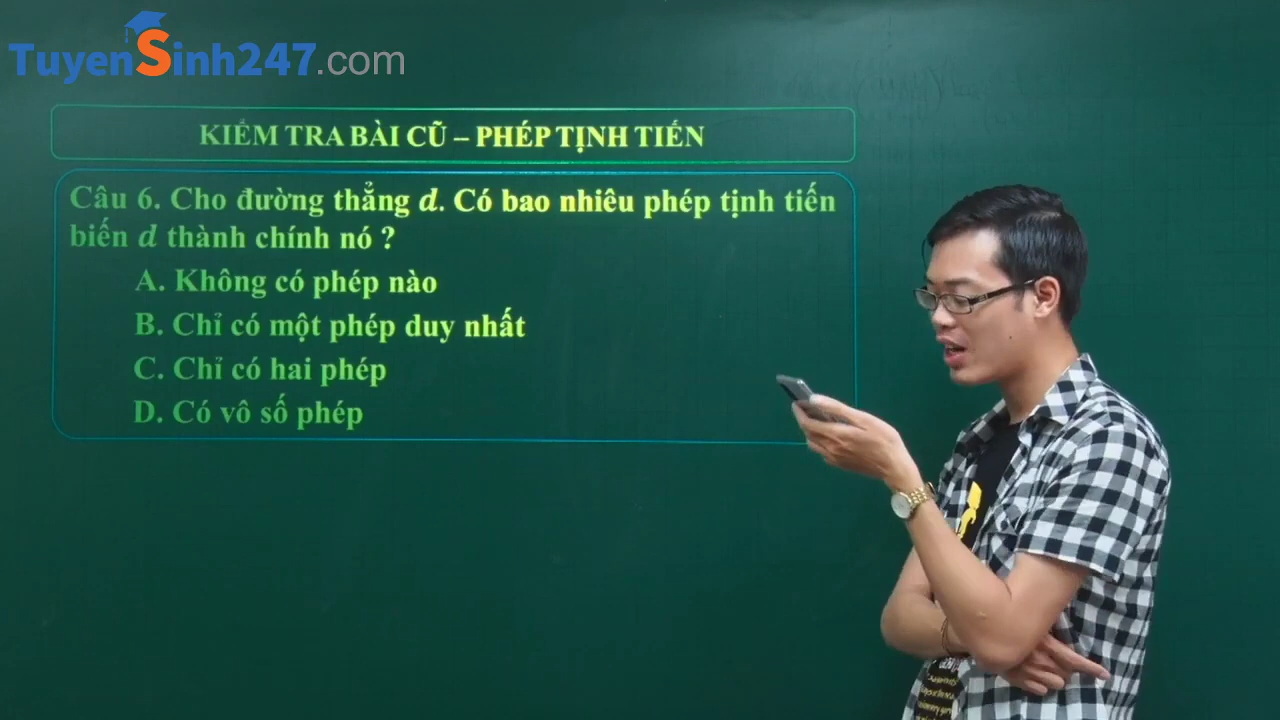 TuyenSinh247.com
KIỂM TRA BÀI CŨ – PHÉP TỊNH TIẾN
Câu 6. Cho đường thẳng d. Có bao nhiêu phép tịnh tiến
biến d thành chính nó ?
A. Không có phép nào
B. Chỉ có một phép duy nhất
C. Chỉ có hai phép
D. Có vô số phép